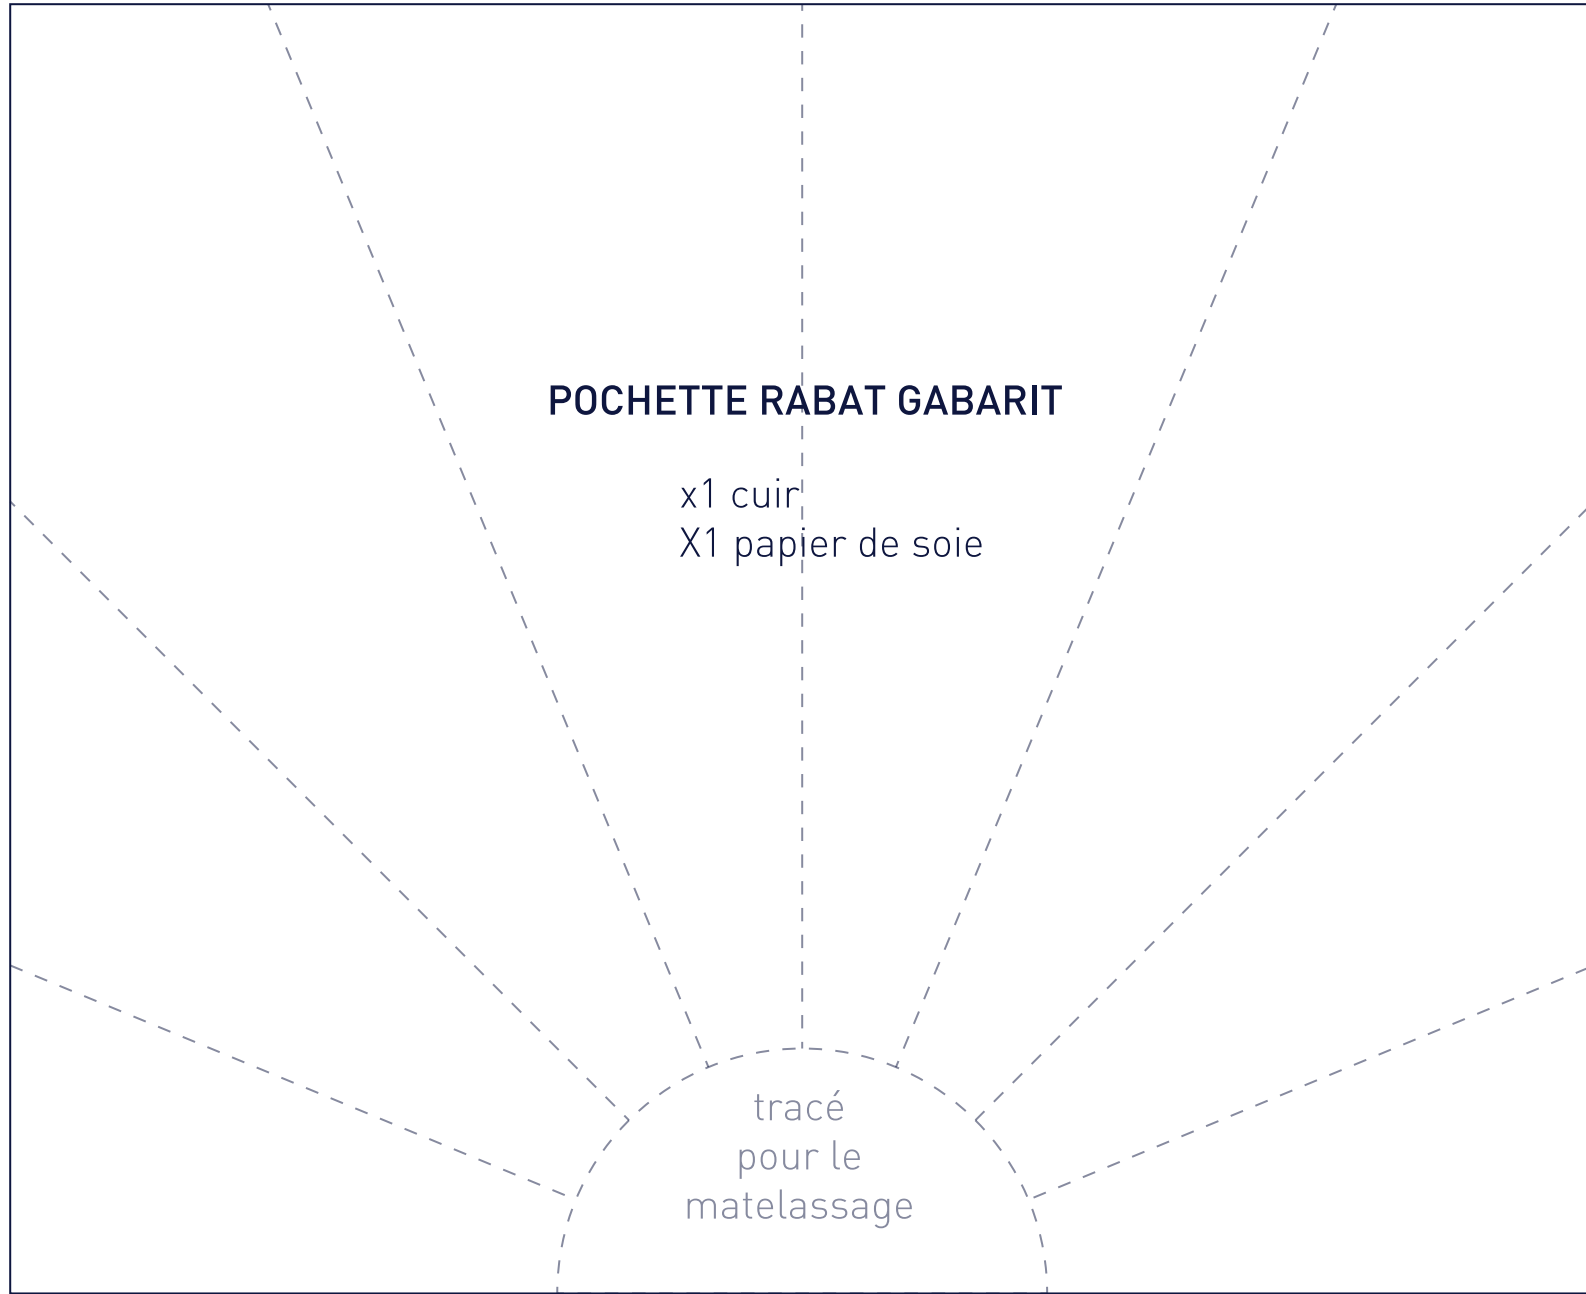 POCHETTE RABAT GABARIT
x1 cuir
X1 papier de soie
tracé
pour le
matelassage